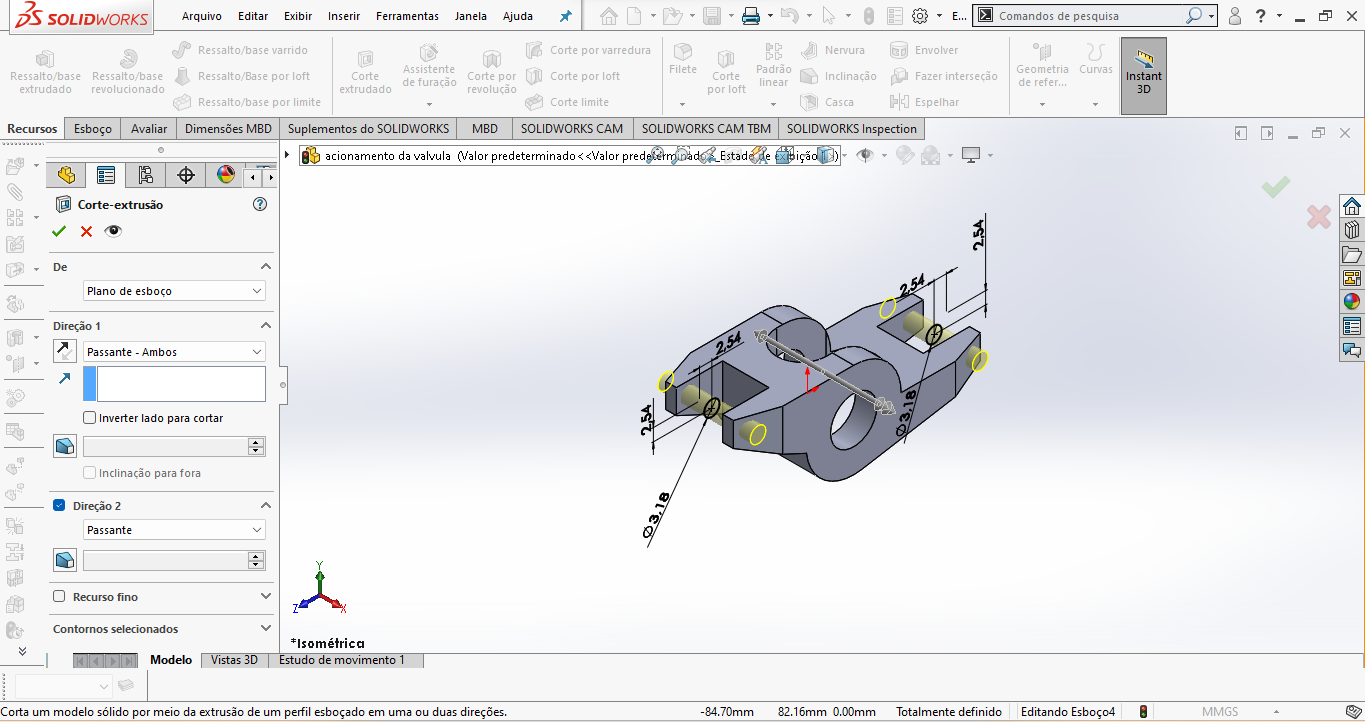 SOLIDWORKS
Arquivo Editar Exibir Inserir Ferramentas Janela Ajuda
E...
Comandos de pesquisa
Ressalto/base extrudado
Ressalto/base revolucionado
Ressalto/base varrido
Ressalto/Base por loft
Ressalto/base por limite
Corte extrudado
Assistente de furação
Corte por revolução
Corte por varredura
Corte por loft
Corte limite
Filete
Corte por loft
Padrão linear
Nervura
Inclinação
Casca
Envolver
Fazer interseção
Espelhar
Geometria de refer...
Curvas
Instant 3D
Recursos Esboço Avaliar Dimensões MBD Suplementos do SOLIDWORKS MBD SOLIDWORKS CAM SOLIDWORKS CAM TBM SOLIDWORKS Inspection
acionamento da valvula (Valor predeterminado<<Valor predeterminado_Estado de exibição
Corte-extrusão
De
Plano de esboço
Direção 1
Passante - Ambos
Inverter lado para cortar
Inclinação para fora
Direção 2
Passante
Recurso fino
Contornos selecionados
2,54
2,54
2,54
2,54
Ø3,18
Ø3,18
Y
Z
X
*Isométrica
Modelo Vistas 3D Estudo de movimento 1
Corta um modelo sólido por meio da extrusão de um perfil esboçado em uma ou duas direções.
-84.70mm 82.16mm 0.00mm Totalmente definido Editando Esboço4 MMGS